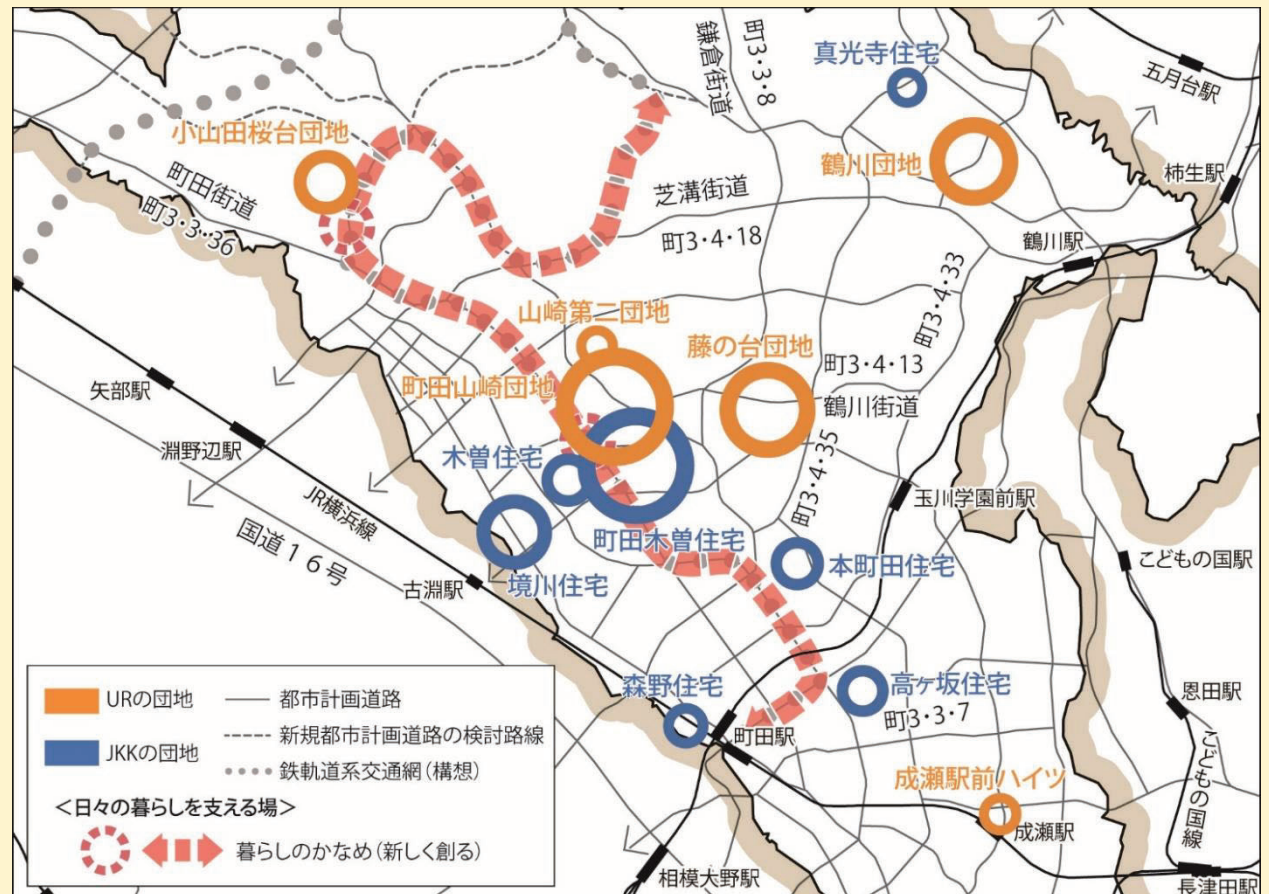 鎌倉街道
町3・3・8
真光寺住宅
五月台駅
小山田桜台団地
鶴川団地
柿生駅
町田街道
町3・3・36
芝溝街道
町3・4・18
鶴川駅
町3・4・33
山崎第二団地
藤の台団地
町3・4・13
町田山崎団地
鶴川街道
矢部駅
淵野辺駅
木曽住宅
町3・4・35
玉川学園前駅
JR横浜線
国道16号
町田木曽住宅
本町田住宅
こどもの国駅
古淵駅
境川住宅
森野住宅
高ケ坂住宅
町3・3・7
恩田駅
町田駅
こどもの国線
成瀬駅前ハイツ
成瀬駅
相模大野駅
長津田駅
URの団地
都市計画道路
新規都市計画道路の検討路線
JKKの団地
鉄軌道系交通網(構想)
<日々の暮らしを支える場>
暮らしのかなめ(新しく創る)